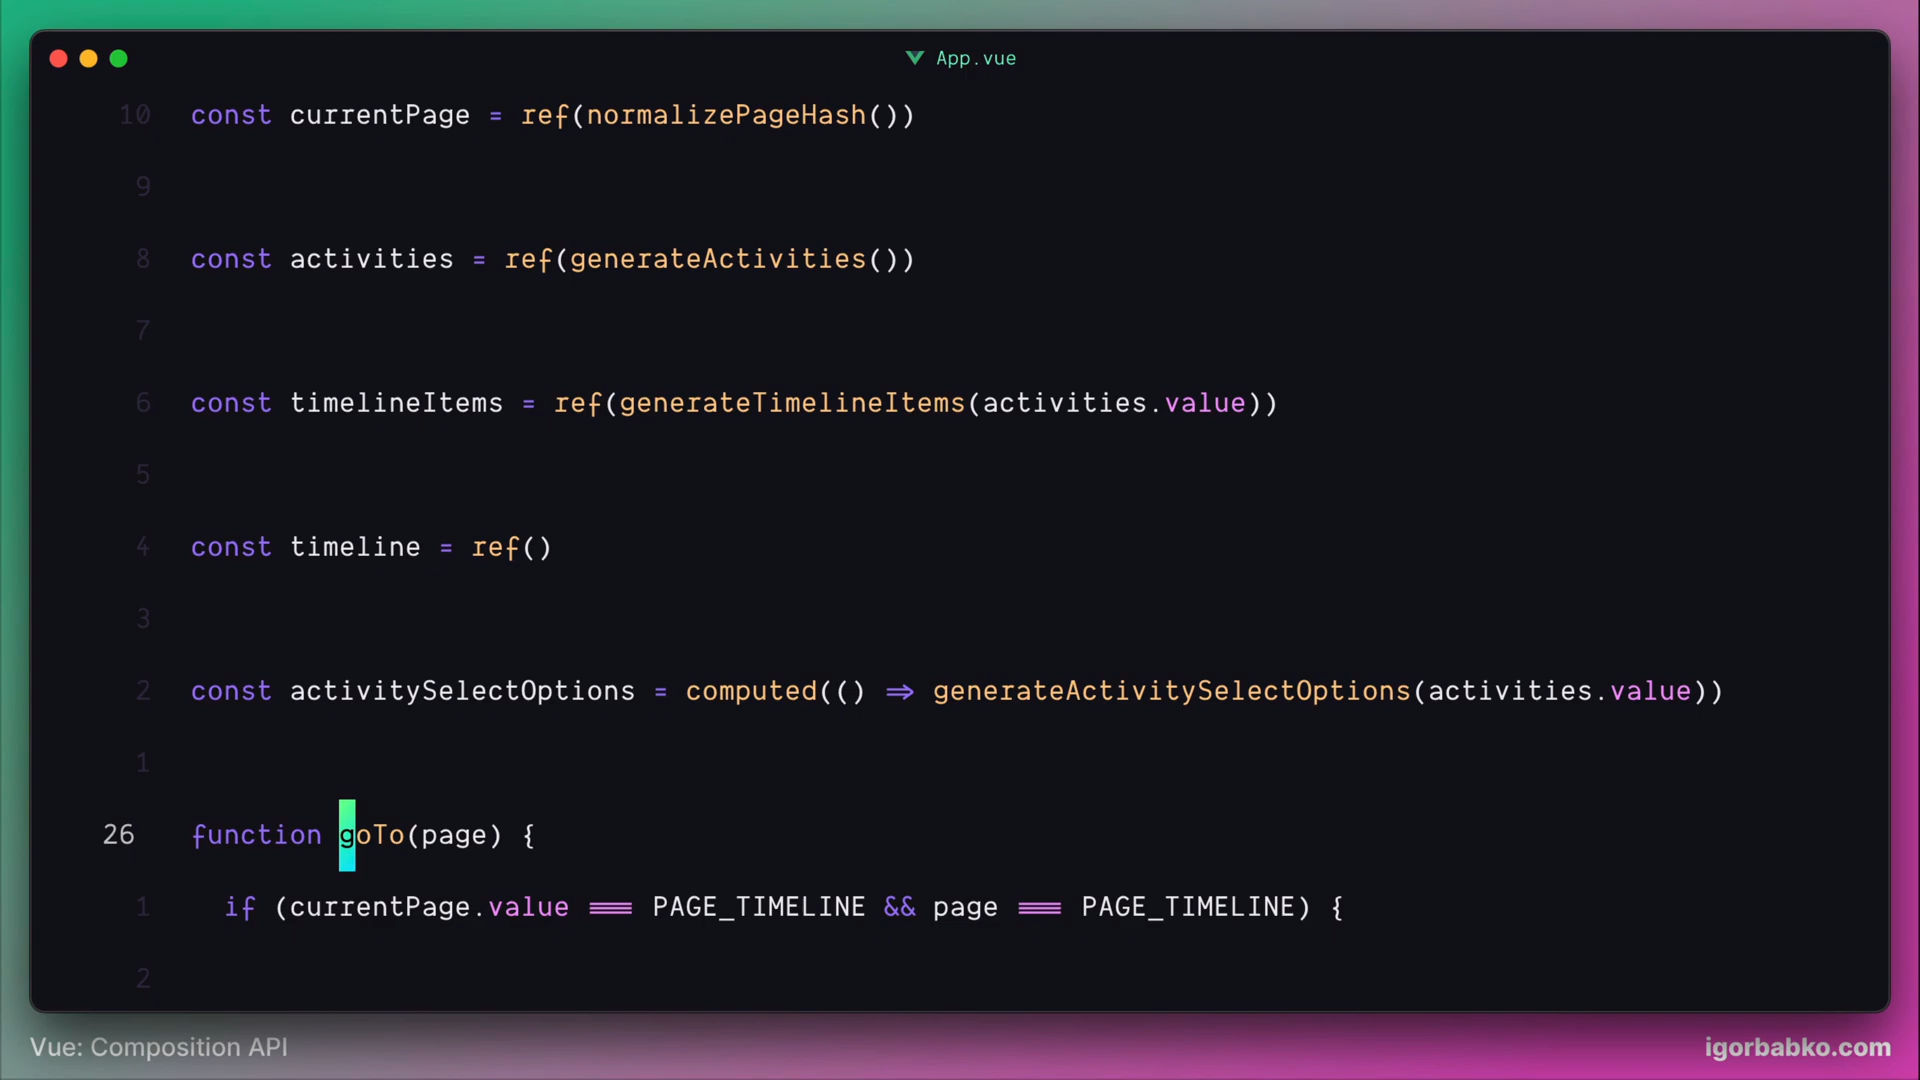 App.vue
10 const currentPage = ref(normalizePageHash())
9
8 const activities = ref(generateActivities())
7
6 const timelineItems = ref(generateTimelineItems(activities.value))
5
4 const timeline = ref()
3
2 const activitySelectOptions = computed(() => generateActivitySelectOptions(activities.value))
1
26 function goTo(page) {
1 if (currentPage.value === PAGE_TIMELINE && page === PAGE_TIMELINE) {
2
Vue: Composition API
igorbabko.com